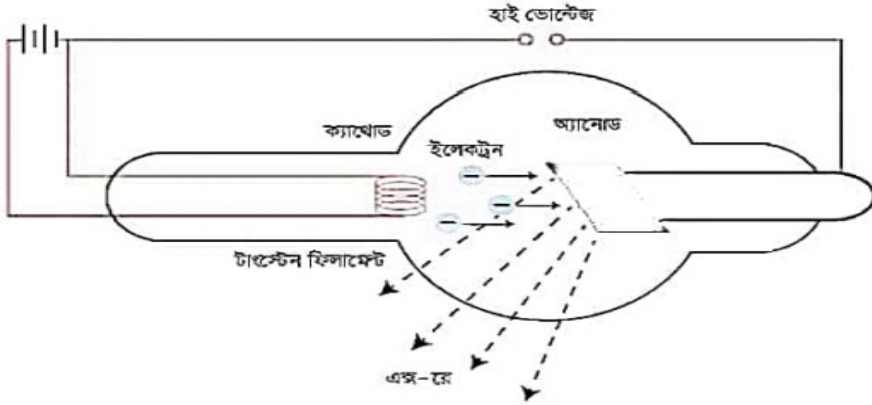 হাই ভোল্টেজ
ক্যাথোড
অ্যানোড
ইলেকট্রন
টাংস্টেন ফিলামেন্ট
এক্স-রে